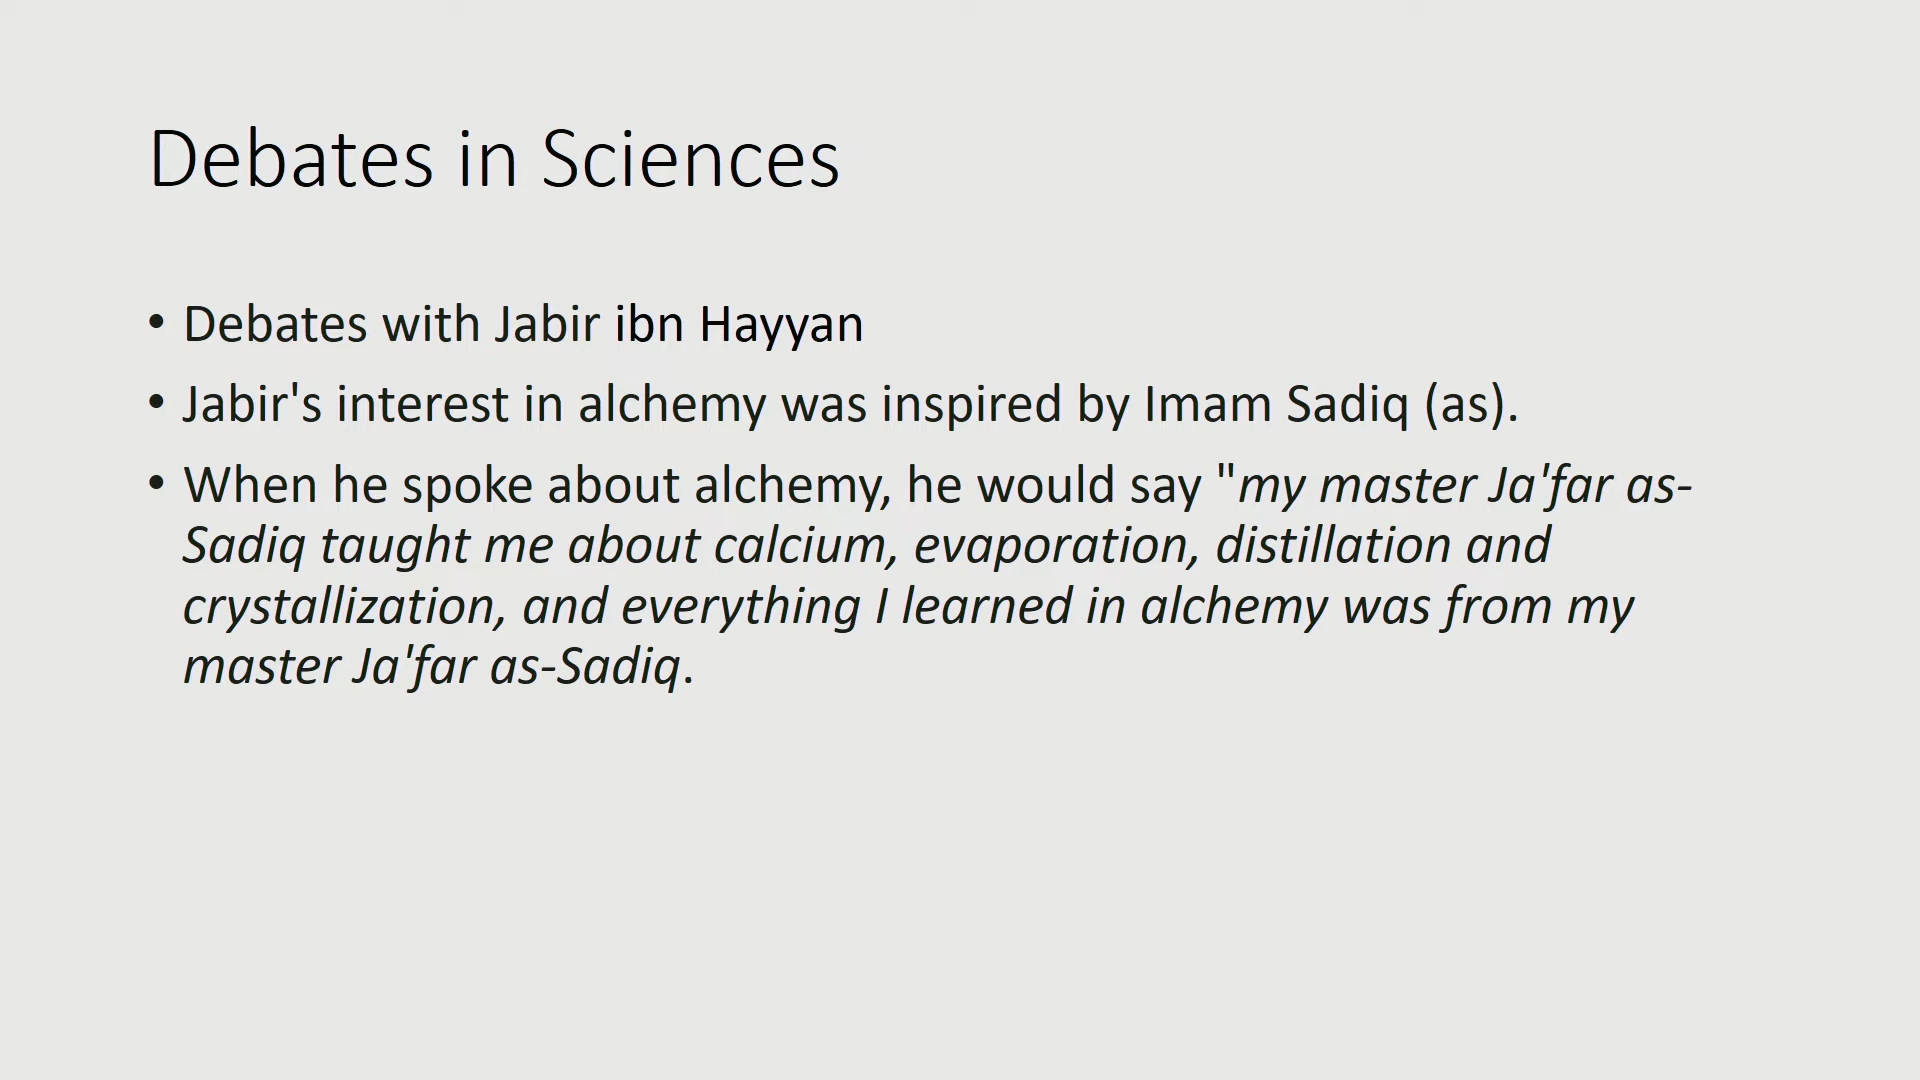 Debates in Sciences
• Debates with Jabir ibn Hayyan
• Jabir's interest in alchemy was inspired by Imam Sadiq (as).
• When he spoke about alchemy, he would say "my master Ja'far as-
Sadiq taught me about calcium, evaporation, distillation and
crystallization, and everything I learned in alchemy was from my
master Ja'far as-Sadiq.